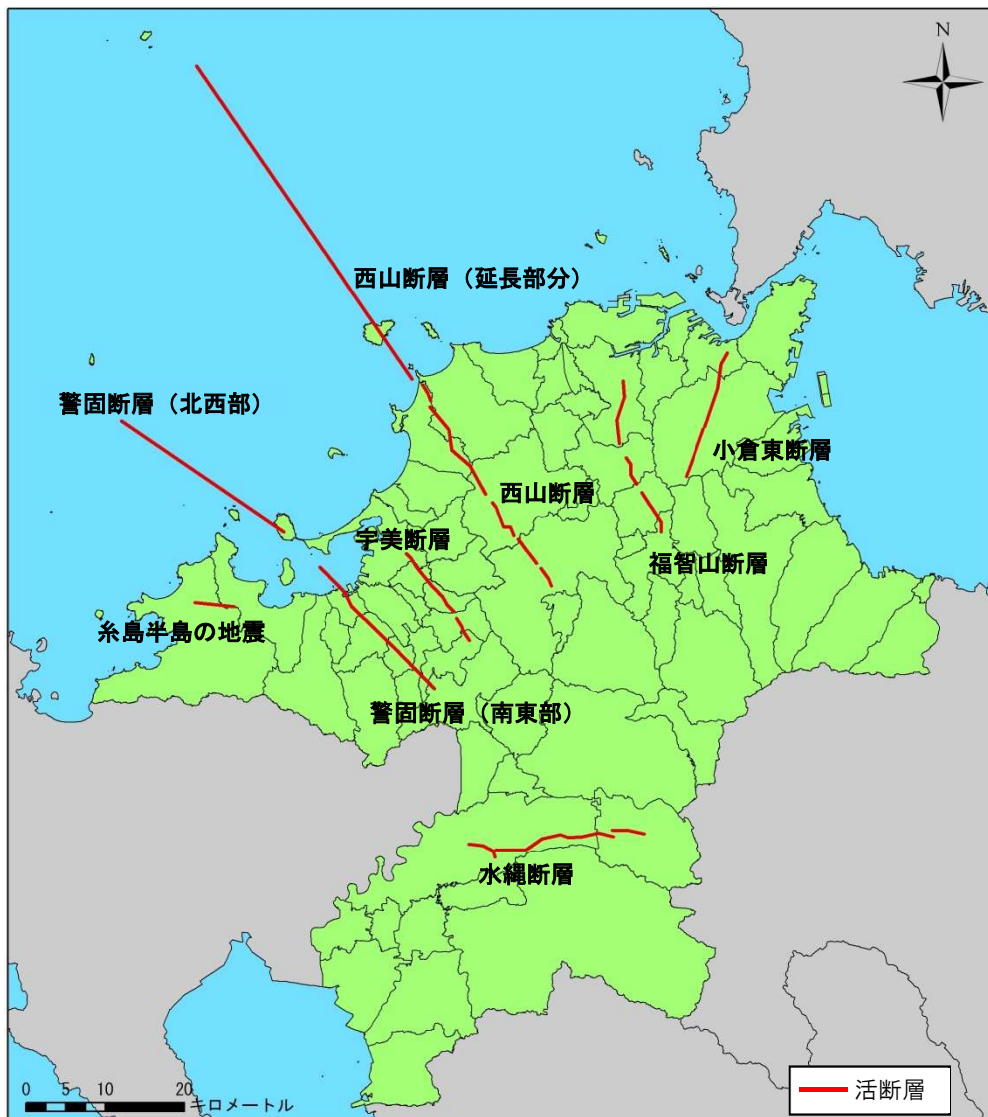 N
西山断層（延長部分）
警固断層（北西部）
小倉東断層
西山断層
宇美断層
福智山断層
糸島半島の地震
警固断層（南東部）
水縄断層
活断層
0 5 10 20
キロメートル